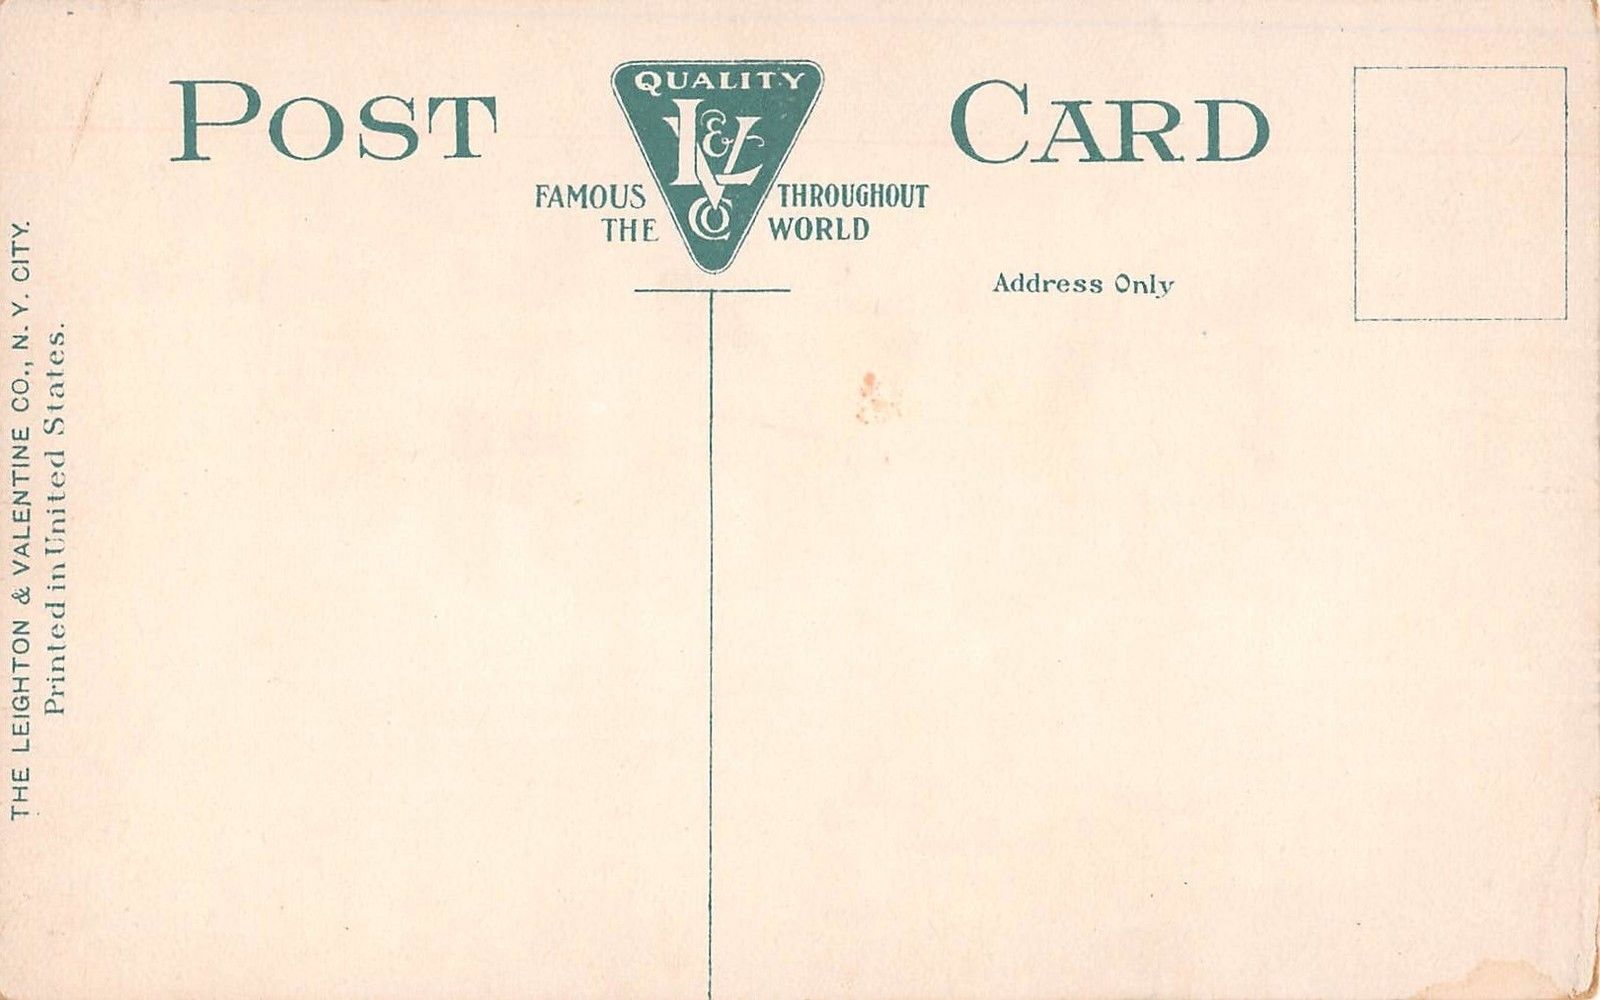 POST CARD
QUALITY
L&V
CO
FAMOUS THROUGHOUT
THE WORLD
Address Only
THE LEIGHTON & VALENTINE CO., N. Y. CITY.
Printed in United States.